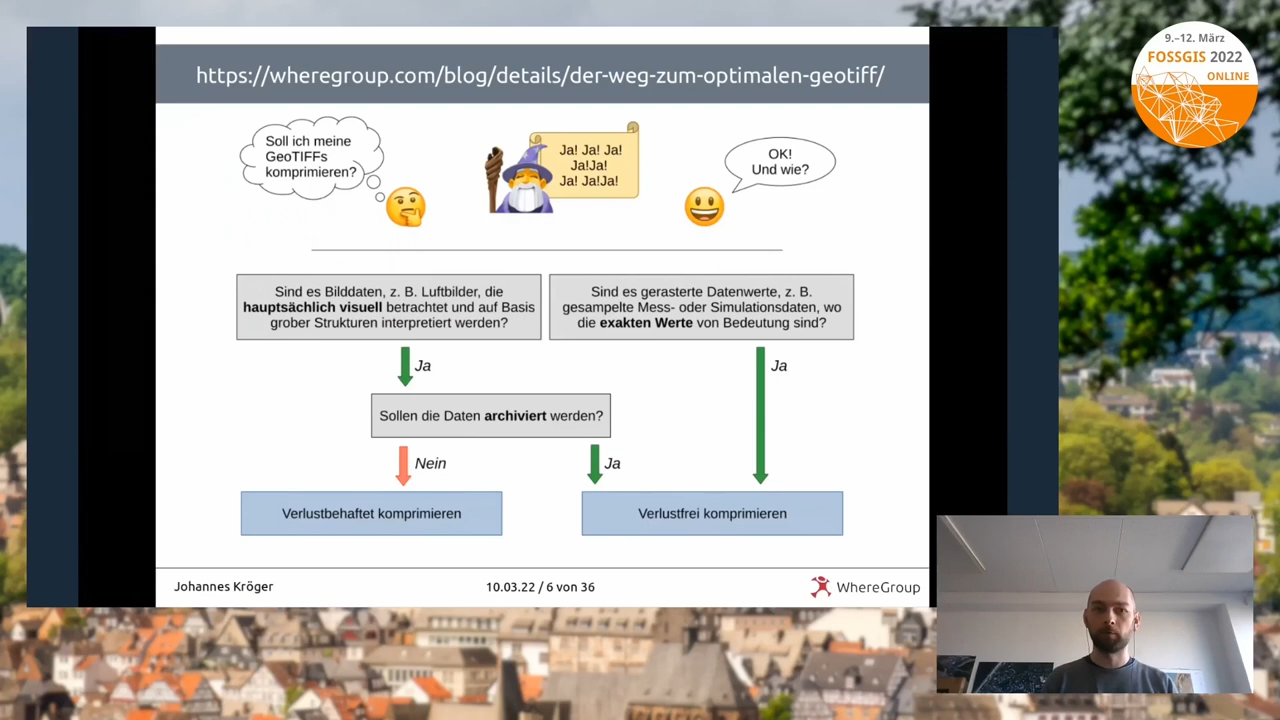 https://wheregroup.com/blog/details/der-weg-zum-optimalen-geotiff/
9.–12. März
FOSSGIS 2022
ONLINE
Soll ich meine
GeoTIFFs
komprimieren?
Ja! Ja! Ja!
Ja!Ja!
Ja! Ja!Ja!
OK!
Und wie?
Sind es Bilddaten, z. B. Luftbilder, die
hauptsächlich visuell betrachtet und auf Basis
grober Strukturen interpretiert werden?
Sind es gerasterte Datenwerte, z. B.
gesampelte Mess- oder Simulationsdaten, wo
die exakten Werte von Bedeutung sind?
Ja
Ja
Sollen die Daten archiviert werden?
Nein
Ja
Verlustbehaftet komprimieren
Verlustfrei komprimieren
Johannes Kröger
10.03.22 / 6 von 36
WhereGroup